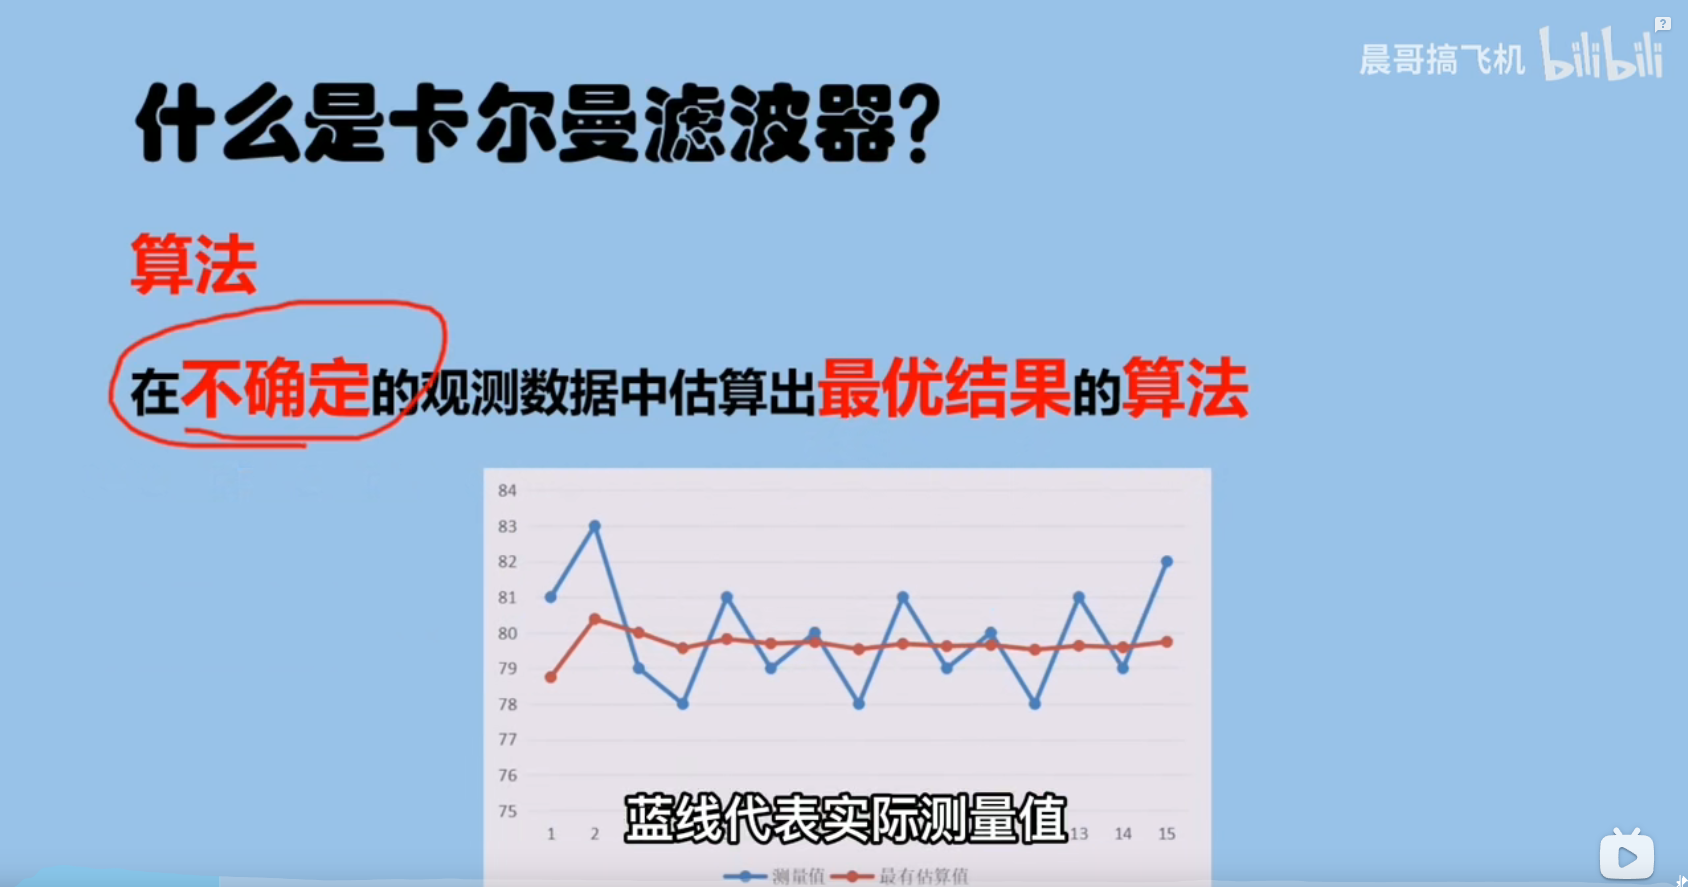 晨哥搞飞机 bilibili
什么是卡尔曼滤波器?
算法
在不确定的观测数据中估算出最优结果的算法
84
83
82
81
80
79
78
77
76
75
1 2 13 14 15
蓝线代表实际测量值
测量值 最有估算值